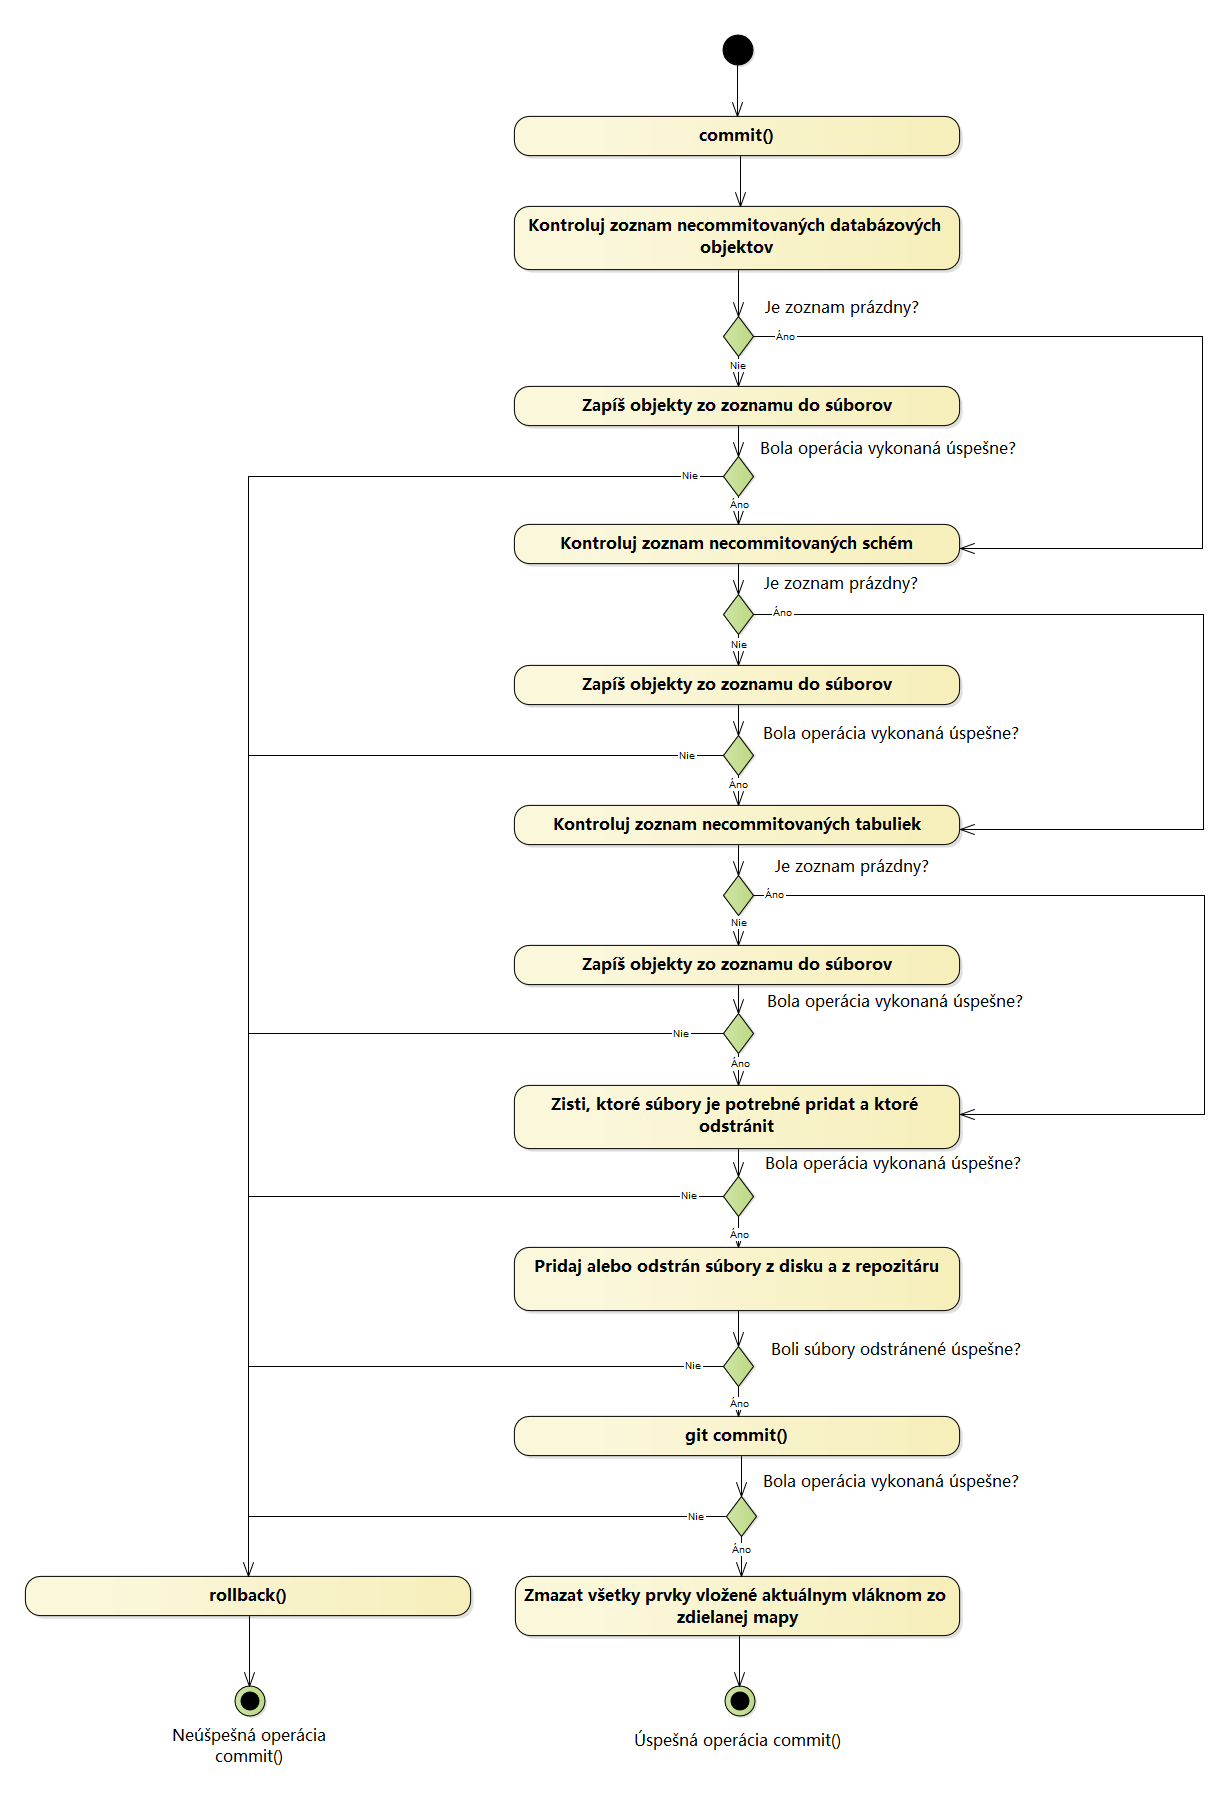 commit()
Kontroluj zoznam necommitovaných databázových
objektov
Je zoznam prázdny?
Áno
Nie
Zapíš objekty zo zoznamu do súborov
Bola operácia vykonaná úspešne?
Nie
Áno
Kontroluj zoznam necommitovaných schém
Je zoznam prázdny?
Áno
Nie
Zapíš objekty zo zoznamu do súborov
Bola operácia vykonaná úspešne?
Nie
Áno
Kontroluj zoznam necommitovaných tabuliek
Je zoznam prázdny?
Áno
Nie
Zapíš objekty zo zoznamu do súborov
Bola operácia vykonaná úspešne?
Nie
Áno
Zisti, ktoré súbory je potrebné pridat a ktoré
odstránit
Bola operácia vykonaná úspešne?
Nie
Áno
Pridaj alebo odstrán súbory z disku a z repozitáru
Boli súbory odstránené úspešne?
Nie
Áno
git commit()
Bola operácia vykonaná úspešne?
Nie
Áno
rollback()
Zmazat všetky prvky vložené aktuálnym vláknom zo
zdielanej mapy
Neúšpešná operácia
commit()
Úspešná operácia commit()